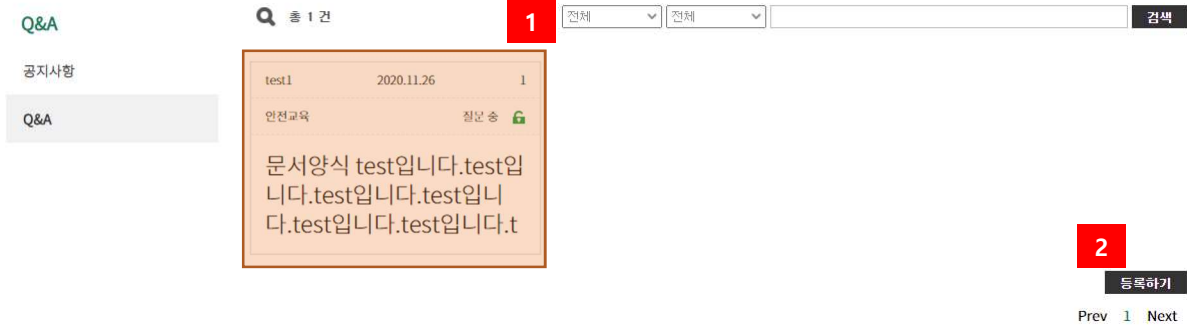 Q&A
공지사항
Q&A
총 1 건
1
전체
전체
검색
test1 2020.11.26 1
안전교육 질문 중
문서양식 test입니다.test입
니다.test입니다.test입니
다.test입니다.test입니다.t
2
등록하기
Prev 1 Next